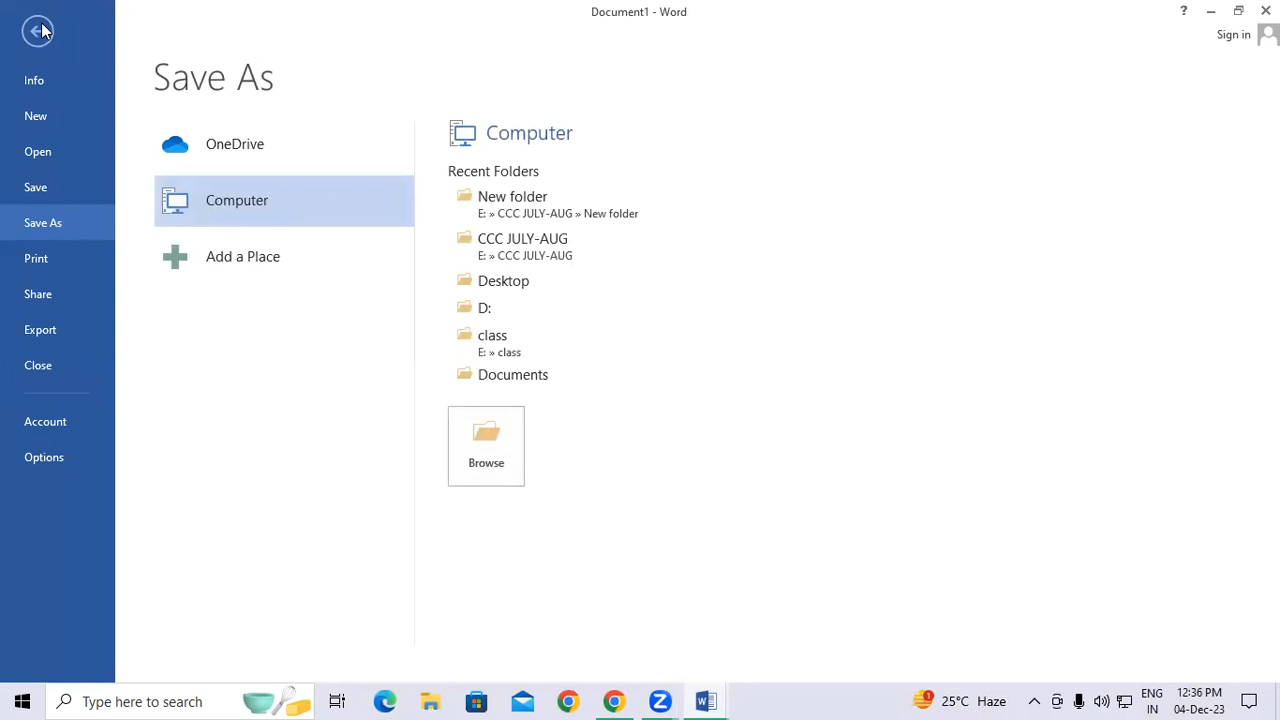 Document1 - Word
?
Sign in
Info
New
Open
Save
Save As
Print
Share
Export
Close
Account
Options
Save As
OneDrive
Computer
Add a Place
Computer
Recent Folders
New folder
E: » CCC JULY-AUG » New folder
CCC JULY-AUG
E: » CCC JULY-AUG
Desktop
D:
class
E: » class
Documents
Browse
Type here to search
1
25°C Haze
ENG
IN
12:36 PM
04-Dec-23